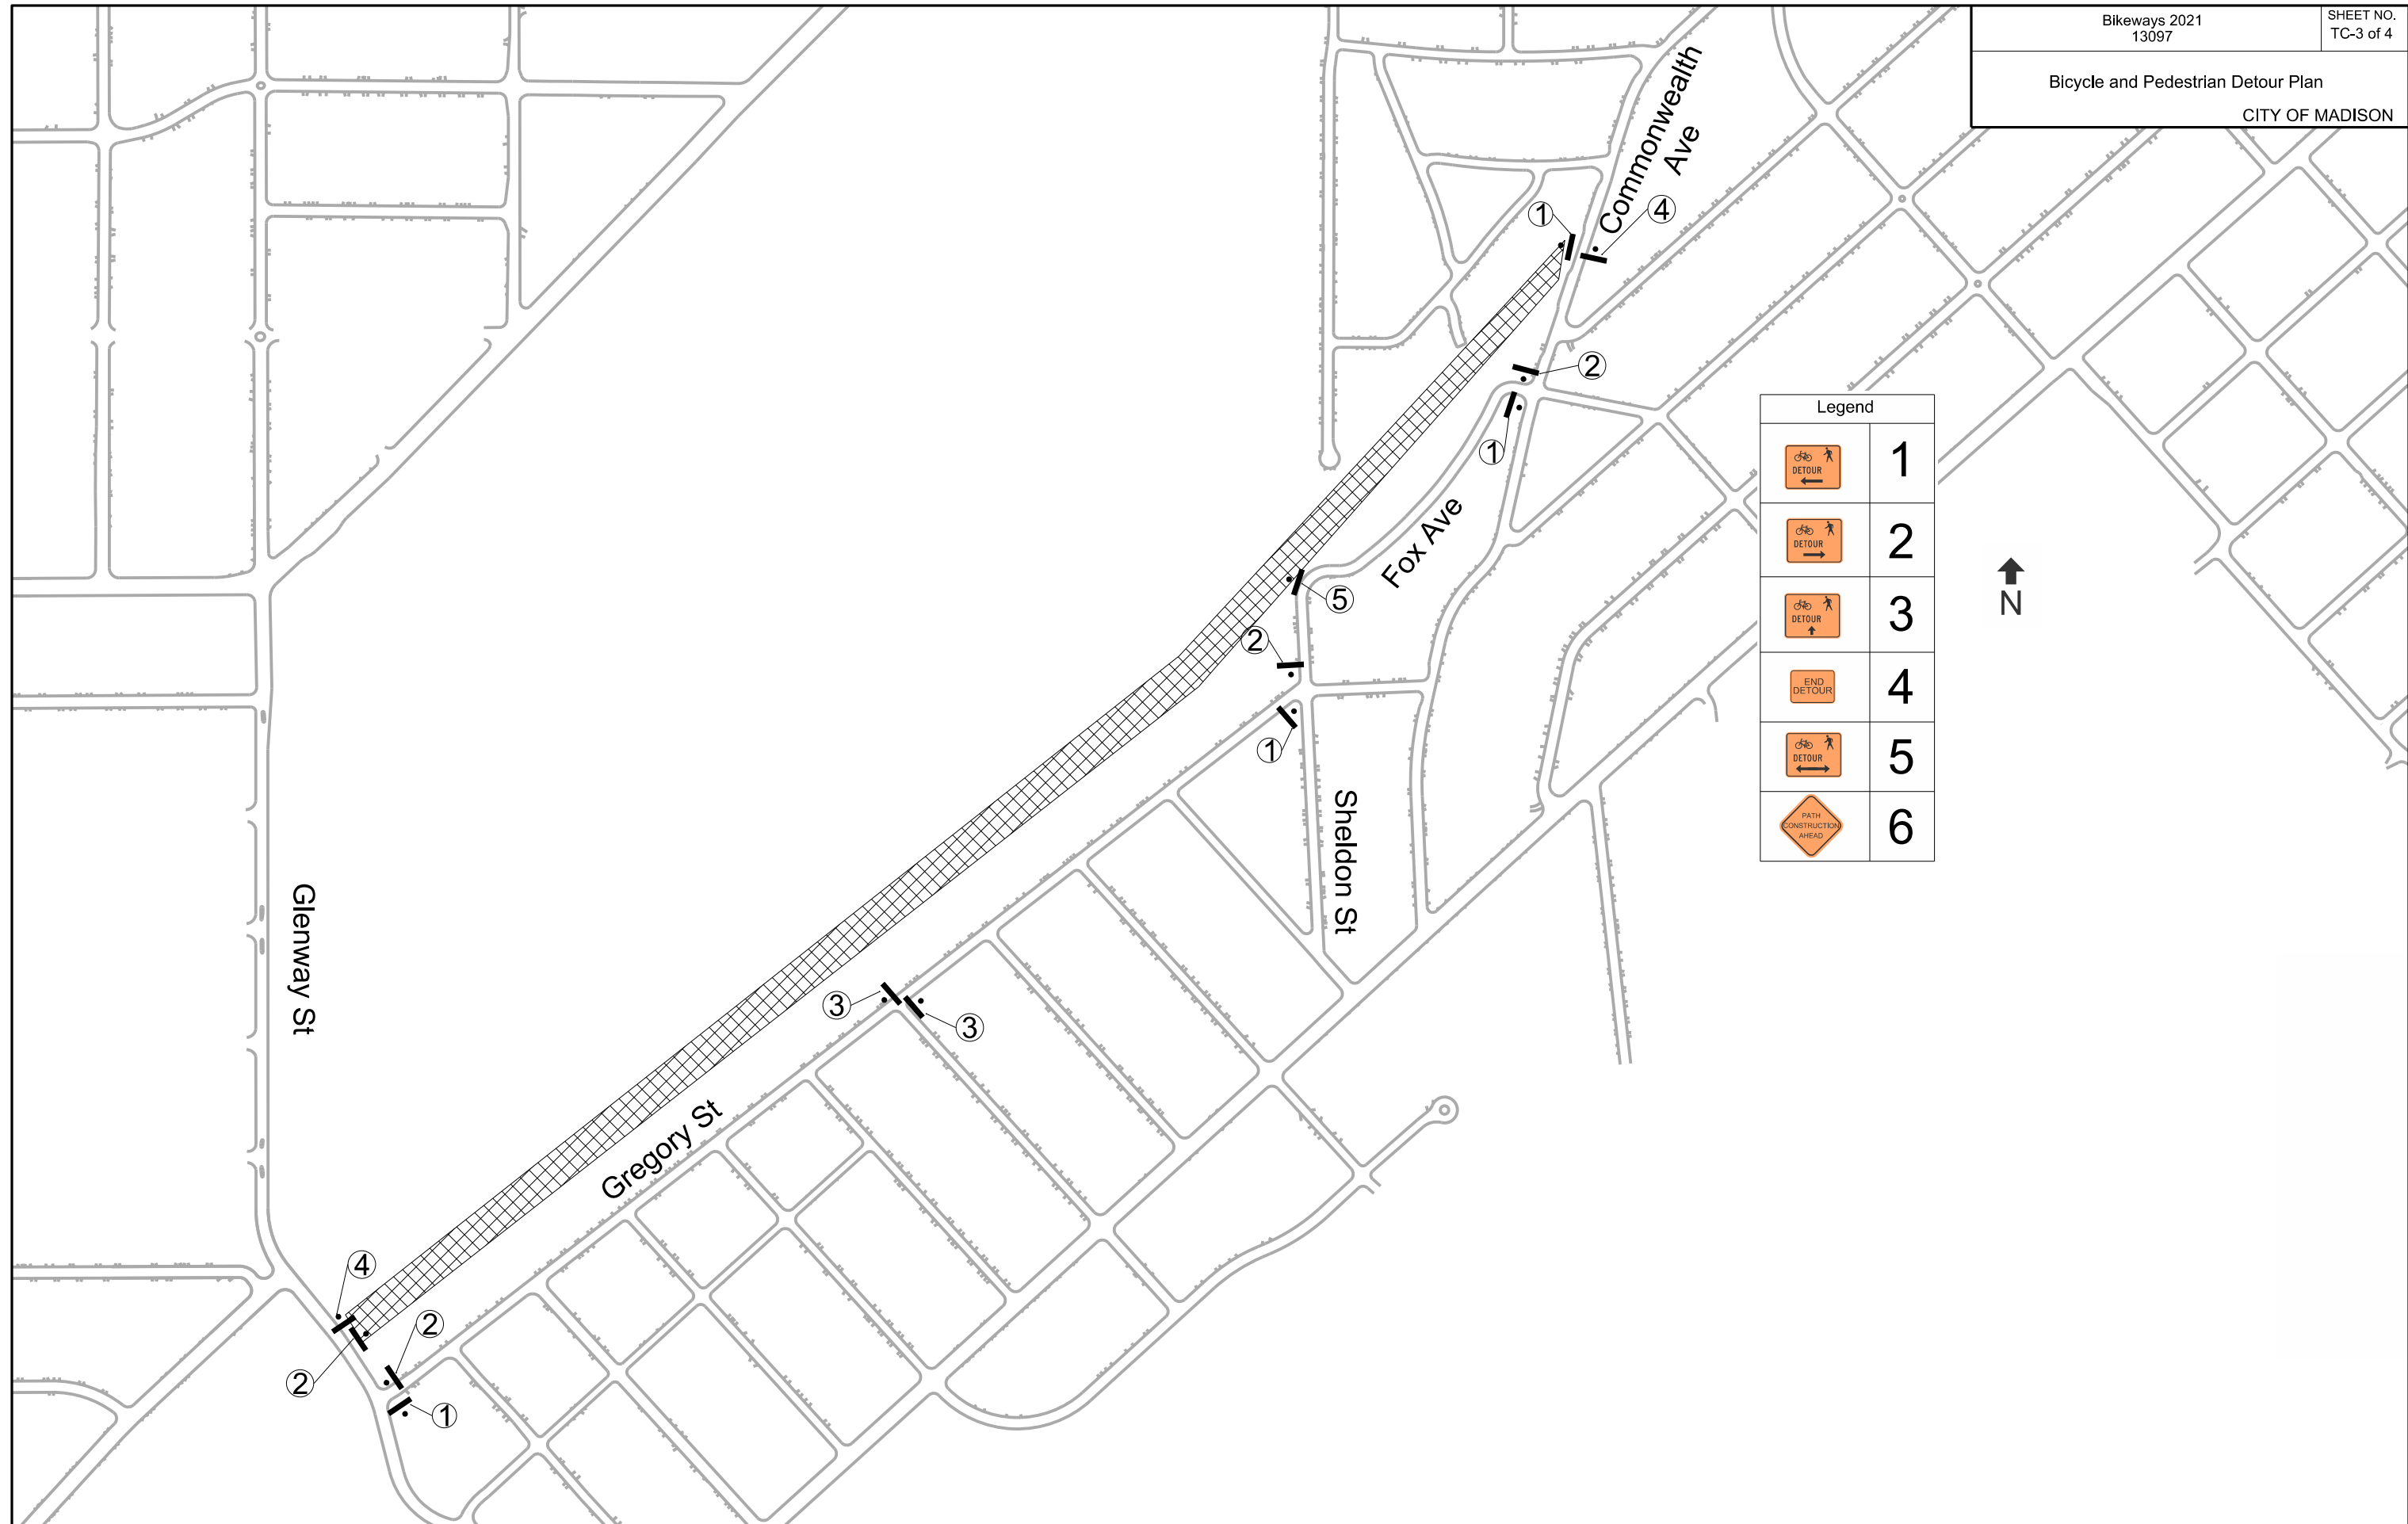 Bikeways 2021
13097
SHEET NO.
TC-3 of 4
Bicycle and Pedestrian Detour Plan
CITY OF MADISON
Commonwealth
Ave
1
4
2
1
Fox Ave
5
2
1
Sheldon St
Glenway St
3
3
Gregory St
4
2
2
1
Legend
DETOUR
1
DETOUR
2
DETOUR
3
END
DETOUR
4
DETOUR
5
PATH
CONSTRUCTION
AHEAD
6
N